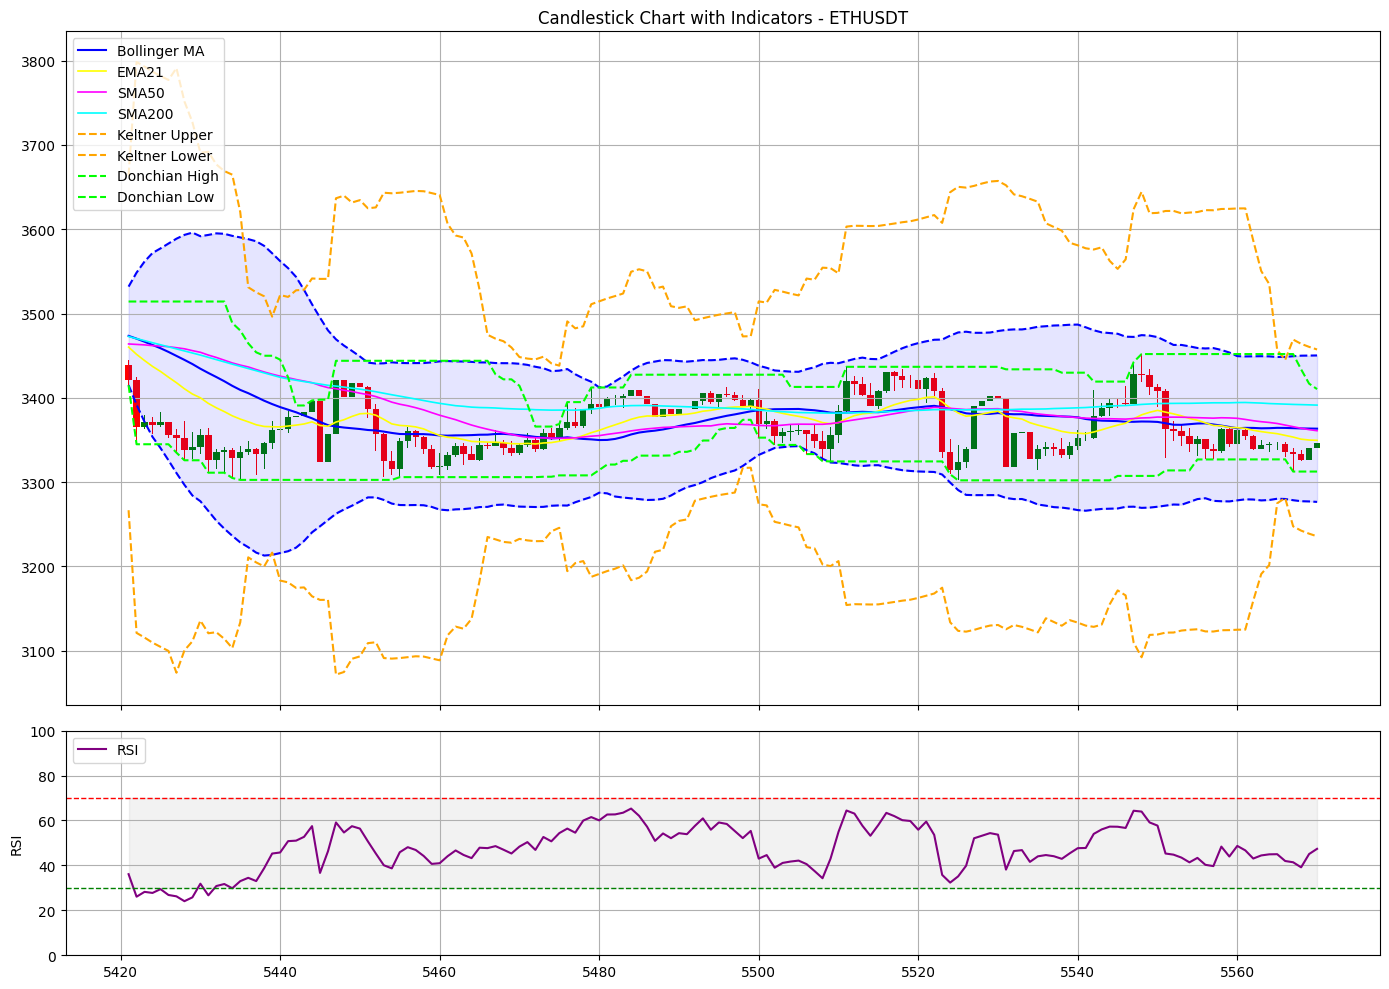 Candlestick Chart with Indicators - ETHUSDT
Bollinger MA
EMA21
SMA50
SMA200
Keltner Upper
Keltner Lower
Donchian High
Donchian Low
3800
3700
3600
3500
3400
3300
3200
3100
RSI
100
80
60
40
20
0
RSI
5420 5440 5460 5480 5500 5520 5540 5560